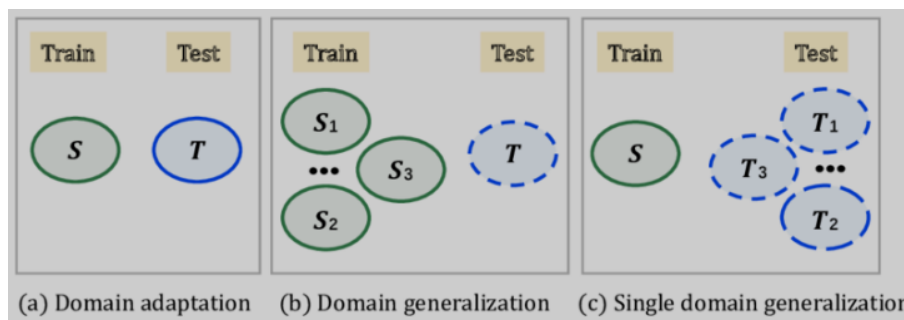 Train Test
S T
(a) Domain adaptation
Train Test
S1
S3 T
...
S2
(b) Domain generalization
Train Test
T1
S T3
...
T2
(c) Single domain generalization